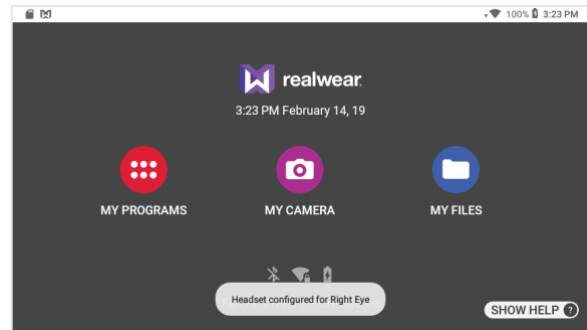 100% 3:23 PM
realwear
3:23 PM February 14, 19
MY PROGRAMS
MY CAMERA
MY FILES
Headset configured for Right Eye
SHOW HELP ?